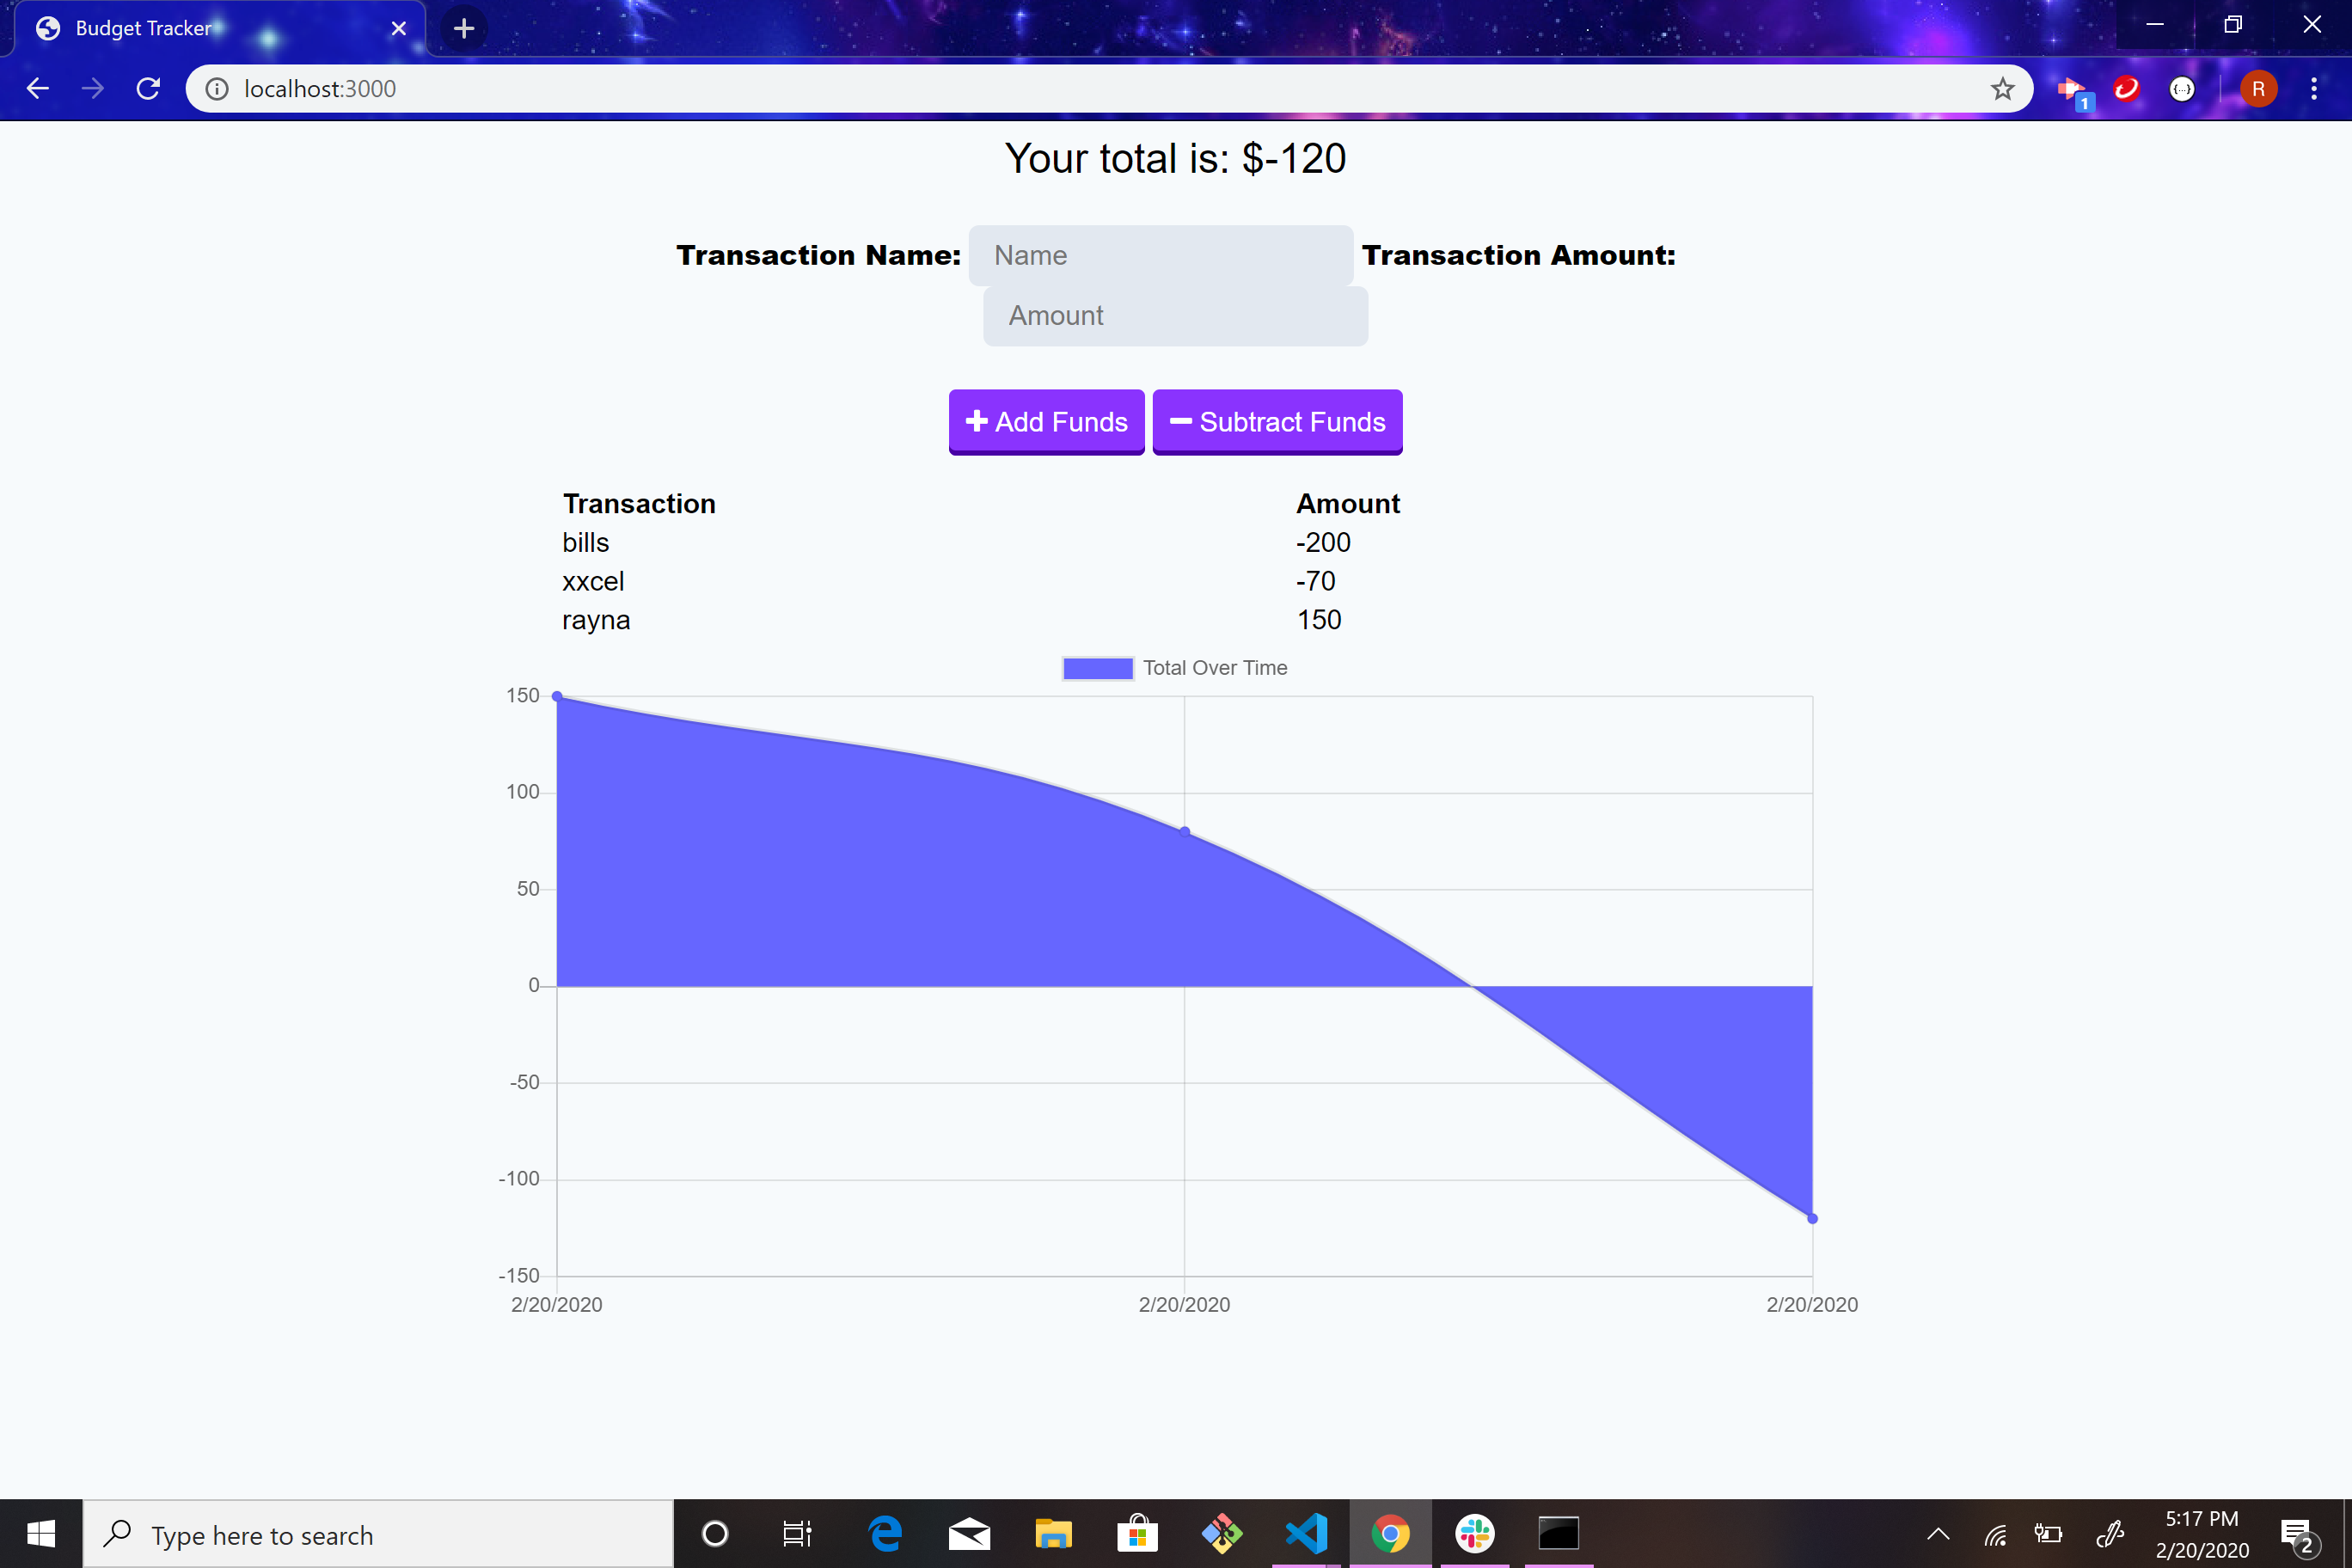 Budget Tracker
localhost:3000
1
R
Your total is: $-120
Transaction Name: Name Transaction Amount:
Amount
Add Funds Subtract Funds
Transaction Amount
bills -200
xxcel -70
rayna 150
Total Over Time
150
100
50
0
-50
-100
-150
2/20/2020 2/20/2020 2/20/2020
Type here to search
5:17 PM
2/20/2020
2